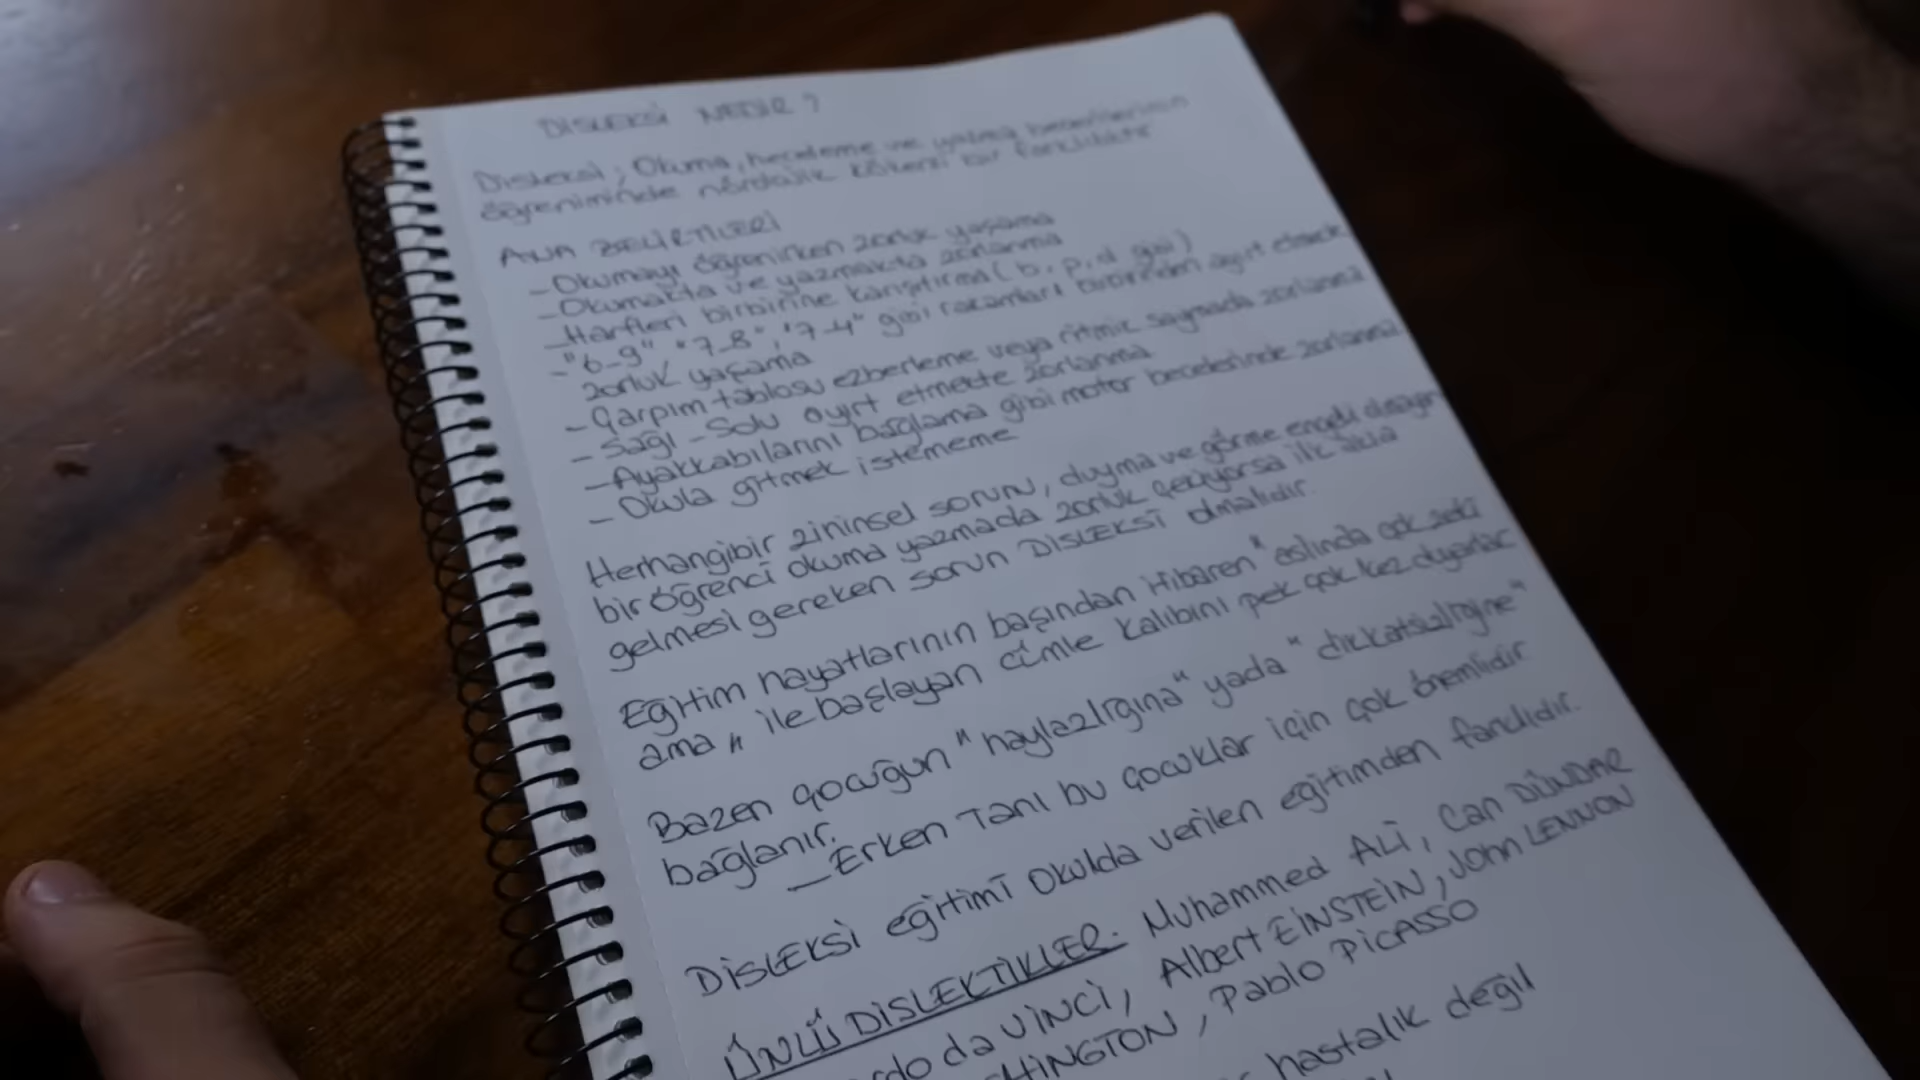 DİSLEKSİ NEDİR?
Disleksi; Okuma, heceleme ve yazma becerilerinin
öğreniminde nörolojik kökenli bir farklılıktır
ANA BELİRTİLERİ
- Okumayı öğrenirken zorluk yaşama
- Okumakta ve yazmakta zorlanma
- Harfleri birbirine karıştırma (b, p, d gibi)
- "6-9" "7-8", "7-4" gibi rakamları birbirinden ayırt etmede
zorluk yaşama
- Çarpım tablosu ezberleme veya ritmik saymada zorlanma
- Sağı - Solu ayırt etmekte zorlanma
- Ayakkabılarını bağlama gibi motor becerilerinde zorlanma
- Okula gitmek istememe
Herhangibir zihinsel sorun, duyma ve görme engeli olmayan
bir öğrenci okuma yazmada zorluk çekiyorsa ilk akla
gelmesi gereken sorun DİSLEKSİ olmalıdır.
Eğitim hayatlarının başından itibaren "aslında çok zeki
ama" ile başlayan cümle kalıbını pek çok kez duyarlar
Bazen çocuğun "haylazlığına" yada "dikkatsizliğine"
bağlanır.
- Erken Tanı bu çocuklar için çok önemlidir
DİSLEKSİ eğitimi okulda verilen eğitimden farklıdır.
ÜNLÜ DİSLEKTİKLER: Muhammed ALİ, Can DÜNDAR
do da VİNCİ, Albert EİNSTEİN, John LENNON
HINGTON, Pablo PİCASSO
hastalık değil